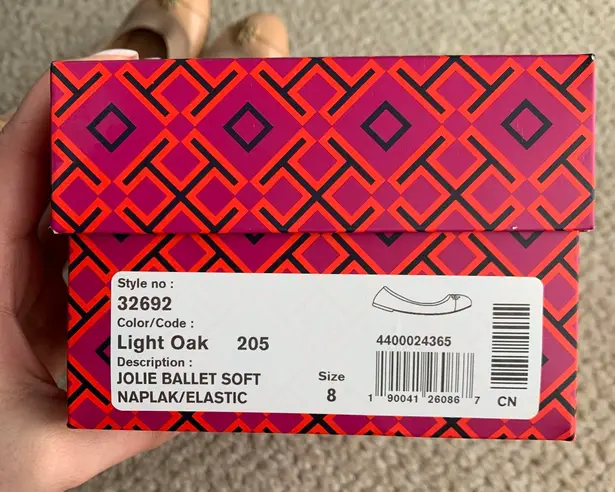 Style no :
32692
Color/Code :
Light Oak 205
Description :
JOLIE BALLET SOFT
NAPLAK/ELASTIC
Size
8
4400024365
1 90041 26086 7
CN